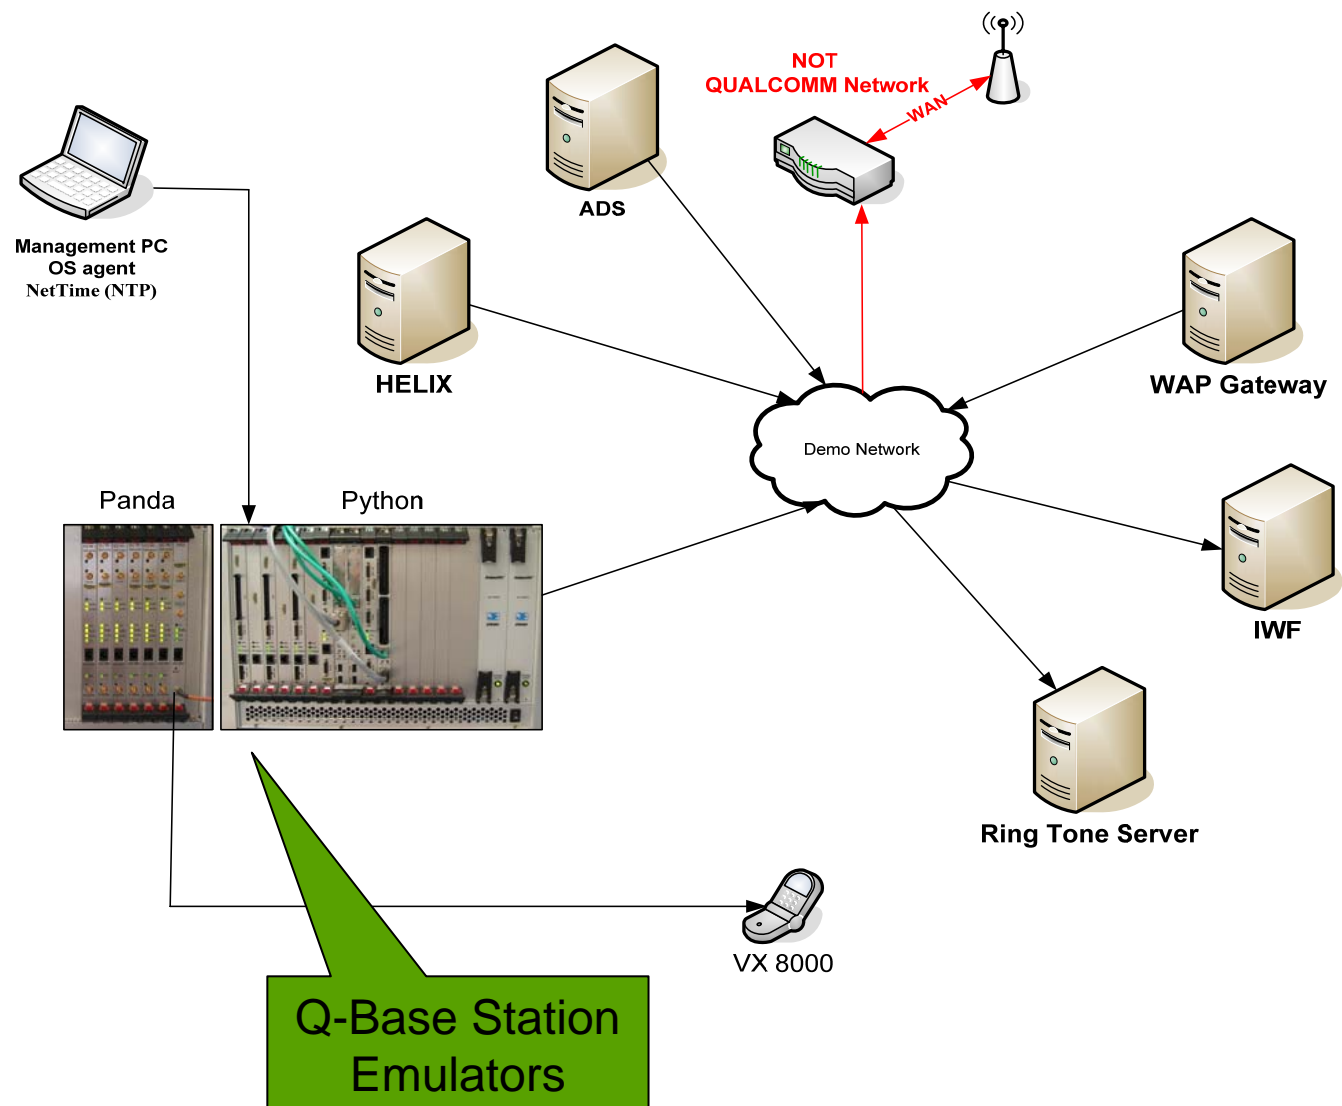 NOT
QUALCOMM Network
WAN
ADS
Management PC
OS agent
NetTime (NTP)
HELIX
WAP Gateway
Demo Network
Panda
Python
IWF
Ring Tone Server
VX 8000
Q-Base Station
Emulators